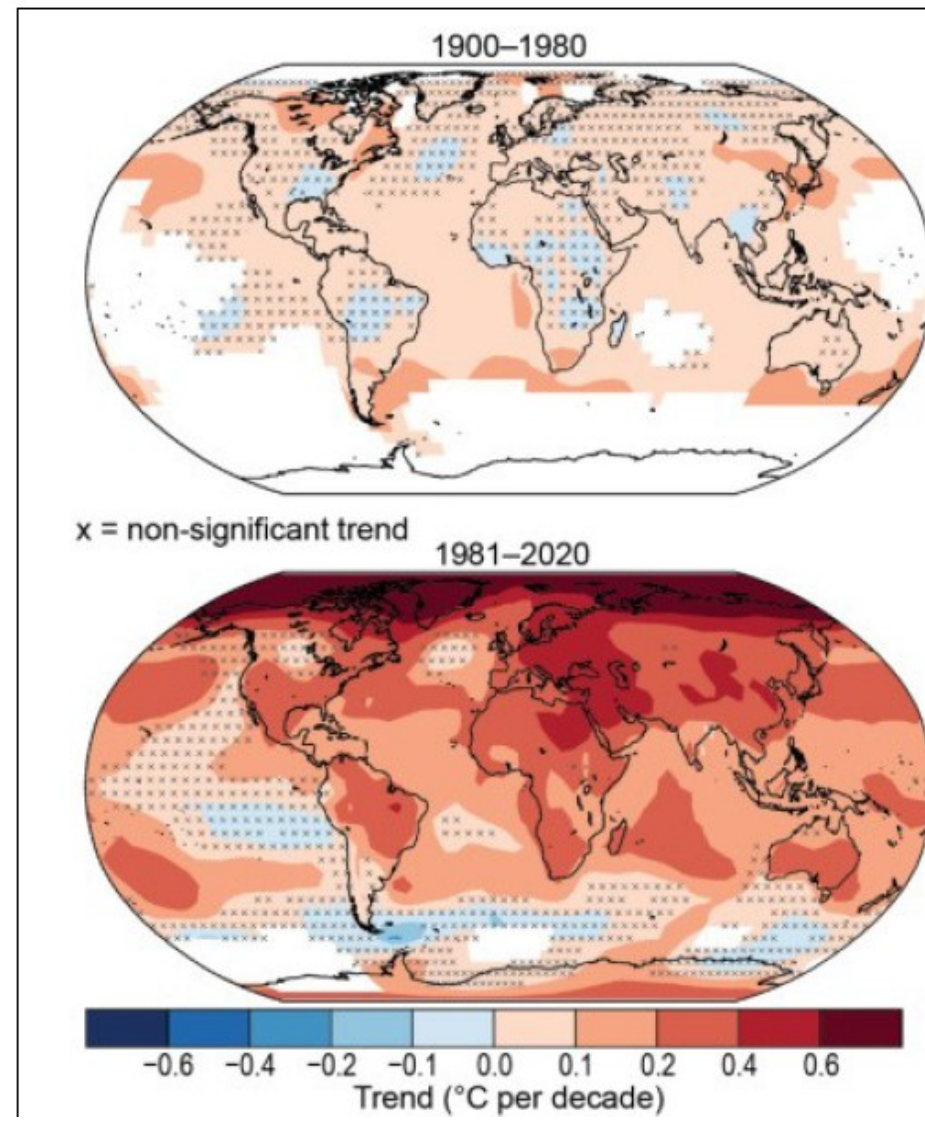 1900–1980
x = non-significant trend
1981–2020
−0.6 −0.4 −0.2 −0.1 0.0 0.1 0.2 0.4 0.6
Trend (°C per decade)